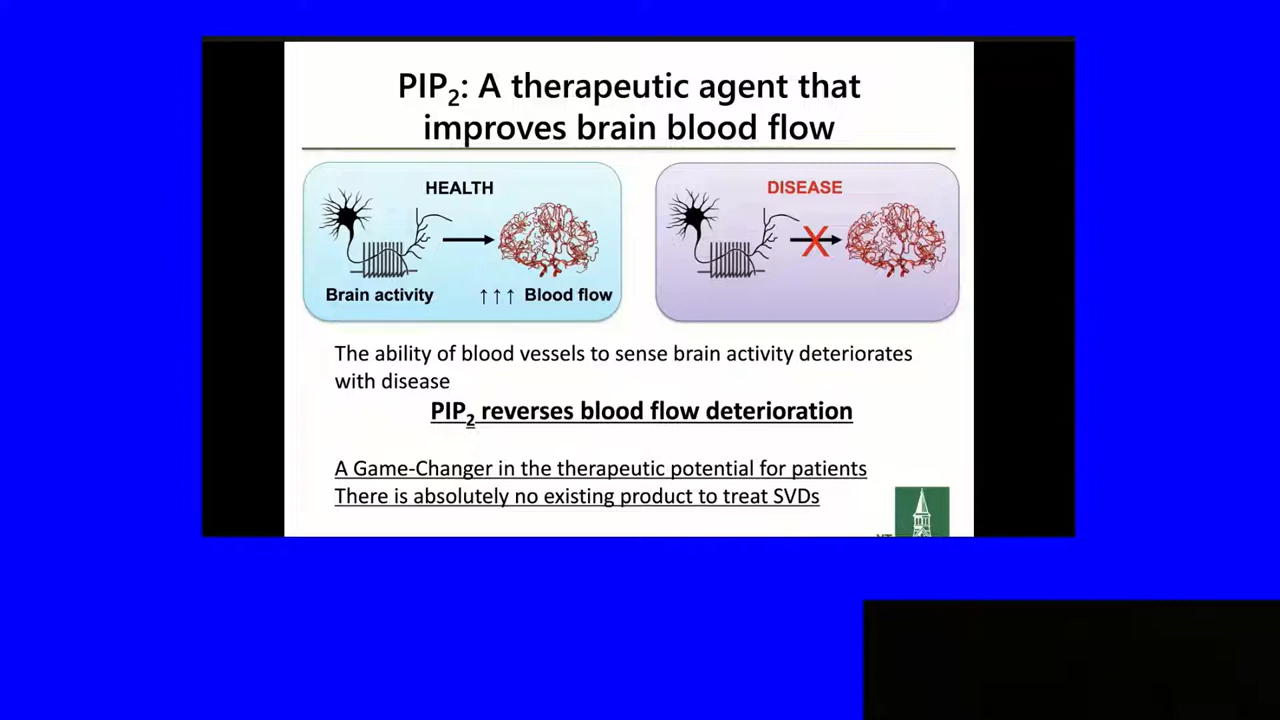 PIP₂: A therapeutic agent that
improves brain blood flow
HEALTH
Brain activity
↑↑↑ Blood flow
DISEASE
X
The ability of blood vessels to sense brain activity deteriorates
with disease
PIP₂ reverses blood flow deterioration
A Game-Changer in the therapeutic potential for patients
There is absolutely no existing product to treat SVDs